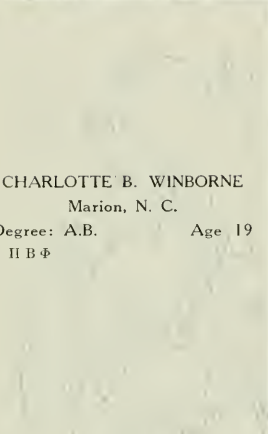 CHARLOTTE B. WINBORNE
Marion, N. C.
Degree: A.B. Age 19
Π Β Φ